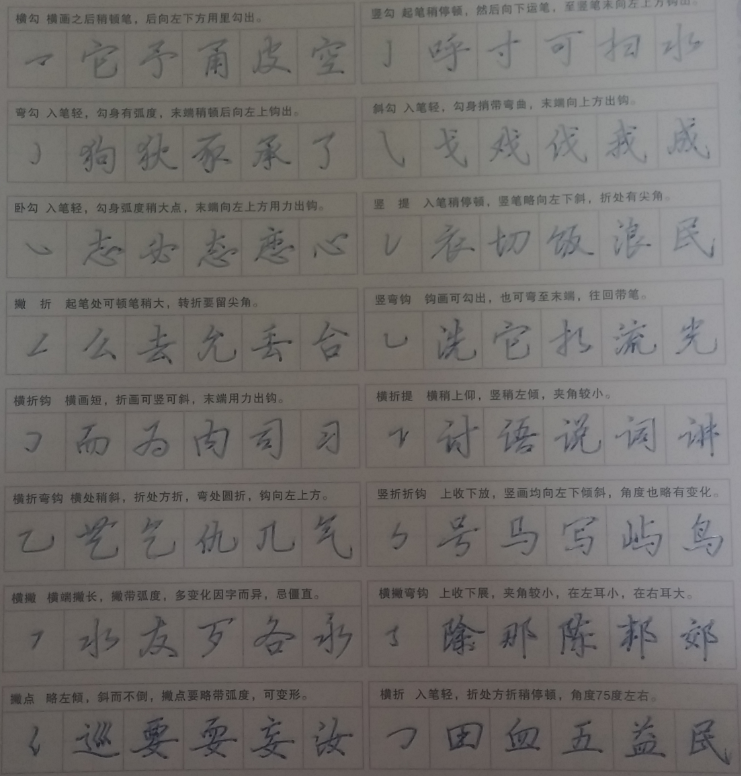 横勾 横画之后稍顿笔，后向左下方用里勾出。
㇇ 它 予 甬 皮 空
弯勾 入笔轻，勾身有弧度，末端稍顿后向左上钩出。
㇁ 狗 狄 豖 承 了
卧勾 入笔轻，勾身弧度稍大点，末端向左上方用力出钩。
㇃ 志 必 态 恋 心
撇 折 起笔处可顿笔稍大，转折要留尖角。
㇜ 么 去 允 丢 台
横折钩 横画短，折画可竖可斜，末端用力出钩。
㇆ 而 为 肉 司 习
横折弯钩 横处稍斜，折处方折，弯处圆折，钩向左上方。
乙 艺 乞 仇 兀 气
横撇 横端撇长，撇带弧度，多变化因字而异，忌僵直。
㇇ 水 友 歹 各 永
撇点 略左倾，斜而不倒，撇点要略带弧度，可变形。
㇛ 巡 要 耍 妄 汝
竖勾 起笔稍停顿，然后向下运笔，至竖笔末向左上方钩出。
亅 呼 寸 可 扫 水
斜勾 入笔轻，勾身捎带弯曲，末端向上方出钩。
㇂ 戈 戏 伐 我 成
竖 提 入笔稍停顿，竖笔略向左下斜，折处有尖角。
㇙ 衣 切 饭 浪 民
竖弯钩 钩画可勾出，也可弯至末端，往回带笔。
乚 洗 它 扎 流 光
横折提 横稍上仰，竖稍左倾，夹角较小。
㇊ 讨 语 说 词 讲
竖折折钩 上收下放，竖画均向左下倾斜，角度也略有变化。
㇉ 号 马 写 屿 鸟
横撇弯钩 上收下展，夹角较小，在左耳小，在右耳大。
㇌ 除 那 陈 邦 郊
横折 入笔轻，折处方折稍停顿，角度75度左右。
㇕ 田 血 五 益 民